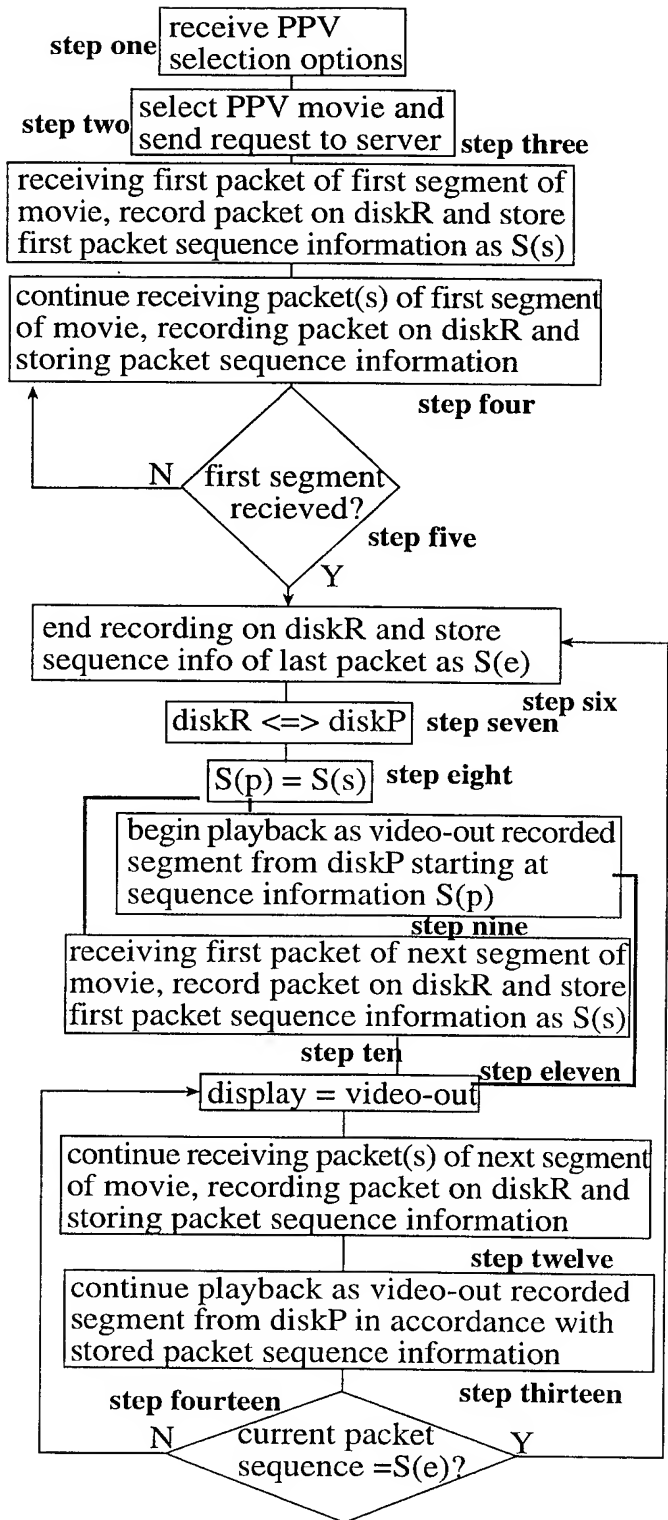 receive PPV
step one
selection options
select PPV movie and
step two
send request to server
step three
receiving first packet of first segment of
movie, record packet on diskR and store
first packet sequence information as S(s)
continue receiving packet(s) of first segment
of movie, recording packet on diskR and
storing packet sequence information
step four
N
first segment
recieved?
step five
Y
end recording on diskR and store
sequence info of last packet as S(e)
step six
diskR <=> diskP
step seven
S(p) = S(s)
step eight
begin playback as video-out recorded
segment from diskP starting at
sequence information S(p)
step nine
receiving first packet of next segment of
movie, record packet on diskR and store
first packet sequence information as S(s)
step ten
step eleven
display = video-out
continue receiving packet(s) of next segment
of movie, recording packet on diskR and
storing packet sequence information
step twelve
continue playback as video-out recorded
segment from diskP in accordance with
stored packet sequence information
step thirteen
step fourteen
N
current packet
sequence =S(e)?
Y